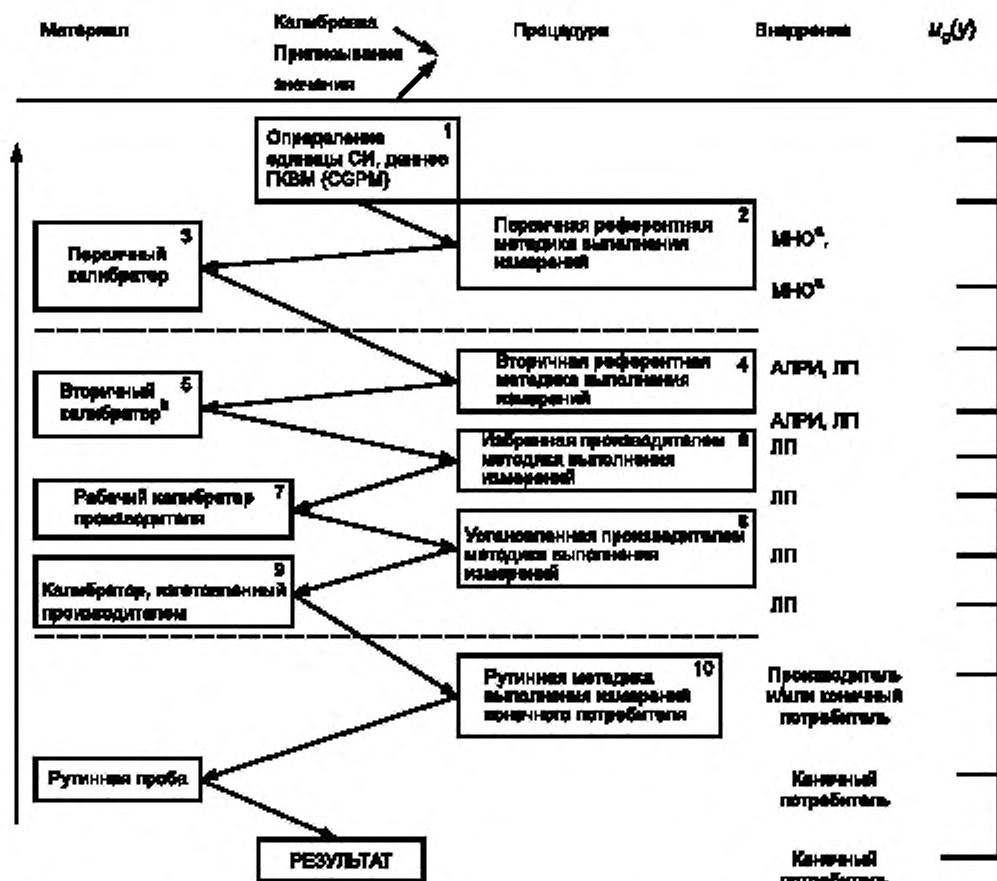 Материал
Калибровка
Приписывание
значения
Процедура
Внедрение
u_c(y)
1
Определение
единицы СИ, данное
ГКВМ (CGPM)
2
Первичная референтная
методика выполнения
измерений
МНО^a,
МНО^a
3
Первичный
калибратор
4
Вторичная референтная
методика выполнения
измерений
АЛРИ, ЛП
5
Вторичный
калибратор^b
АЛРИ, ЛП
6
Избранная производителем
методика выполнения
измерений
ЛП
7
Рабочий калибратор
производителя
ЛП
8
Установленная производителем
методика выполнения
измерений
ЛП
9
Калибратор, изготовленный
производителем
ЛП
10
Рутинная методика
выполнения измерений
конечного потребителя
Производитель
и/или конечный
потребитель
Рутинная проба
Конечный
потребитель
РЕЗУЛЬТАТ
Конечный
потребитель